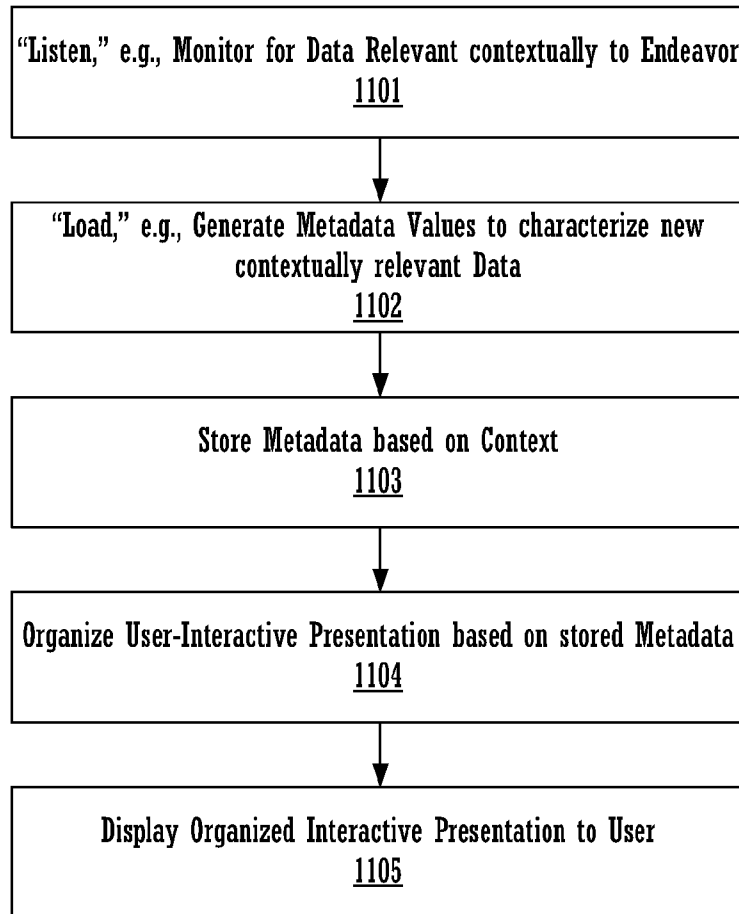 “Listen,” e.g., Monitor for Data Relevant contextually to Endeavor
1101
“Load,” e.g., Generate Metadata Values to characterize new
contextually relevant Data
1102
Store Metadata based on Context
1103
Organize User-Interactive Presentation based on stored Metadata
1104
Display Organized Interactive Presentation to User
1105